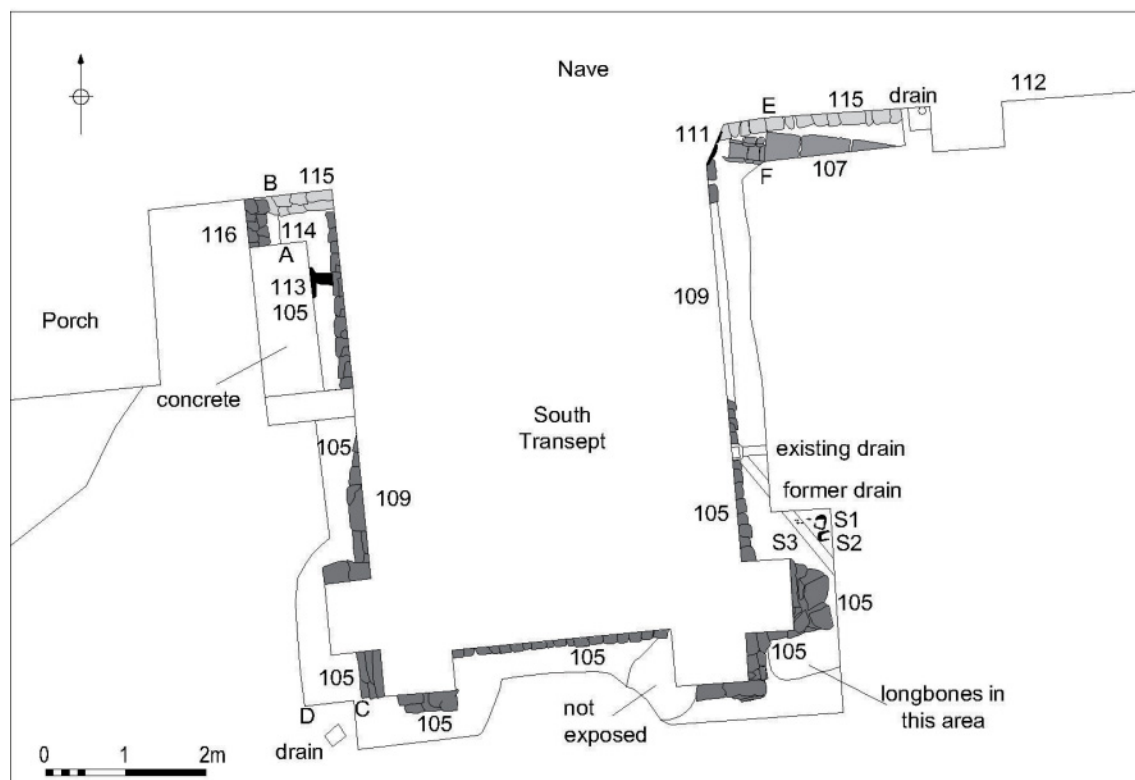 Nave
112
E
115
drain
111
107
F
B
115
116
114
A
113
105
109
Porch
concrete
South
Transept
105
109
existing drain
former drain
105
S1
S3
S2
105
105
105
105
longbones in
this area
not
exposed
D
C
105
drain
0
1
2m